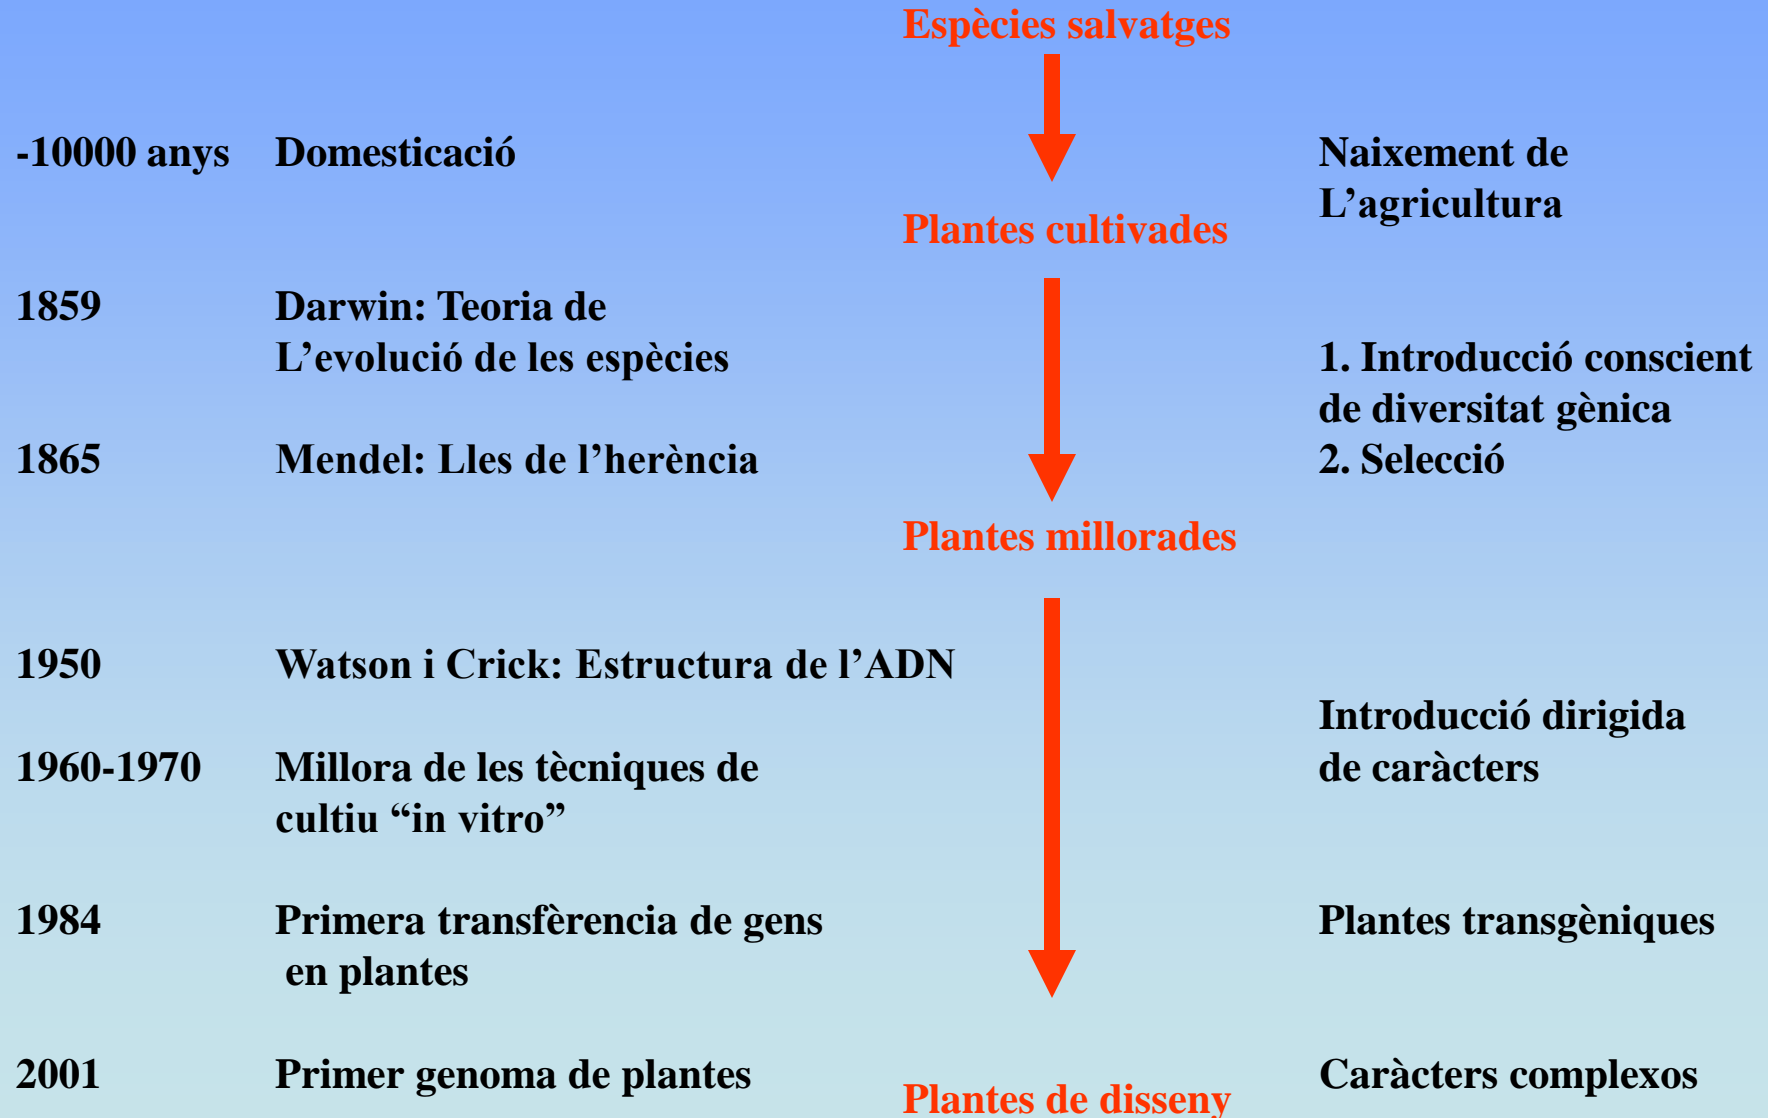 Espècies salvatges
-10000 anys Domesticació
Naixement de
L’agricultura
Plantes cultivades
1859 Darwin: Teoria de
L’evolució de les espècies
1. Introducció conscient
de diversitat gènica
1865 Mendel: Lles de l’herència
2. Selecció
Plantes millorades
1950 Watson i Crick: Estructura de l’ADN
Introducció dirigida
de caràcters
1960-1970 Millora de les tècniques de
cultiu “in vitro”
1984 Primera transfèrencia de gens
en plantes
Plantes transgèniques
2001 Primer genoma de plantes
Caràcters complexos
Plantes de disseny